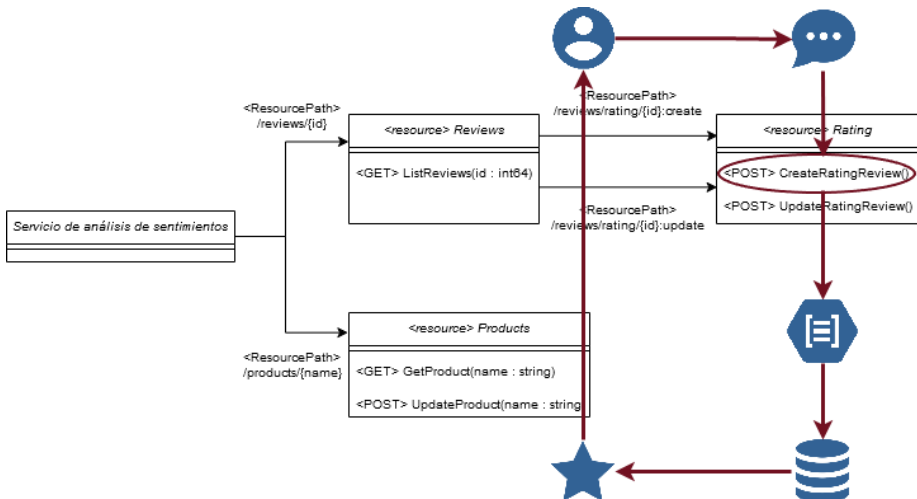 <ResourcePath>
/reviews/{id}
<resource> Reviews
<GET> ListReviews(id : int64)
<ResourcePath>
/reviews/rating/{id}:create
<resource> Rating
<POST> CreateRatingReview()
<POST> UpdateRatingReview()
<ResourcePath>
/reviews/rating/{id}:update
Servicio de análisis de sentimientos
<ResourcePath>
/products/{name}
<resource> Products
<GET> GetProduct(name : string)
<POST> UpdateProduct(name : string